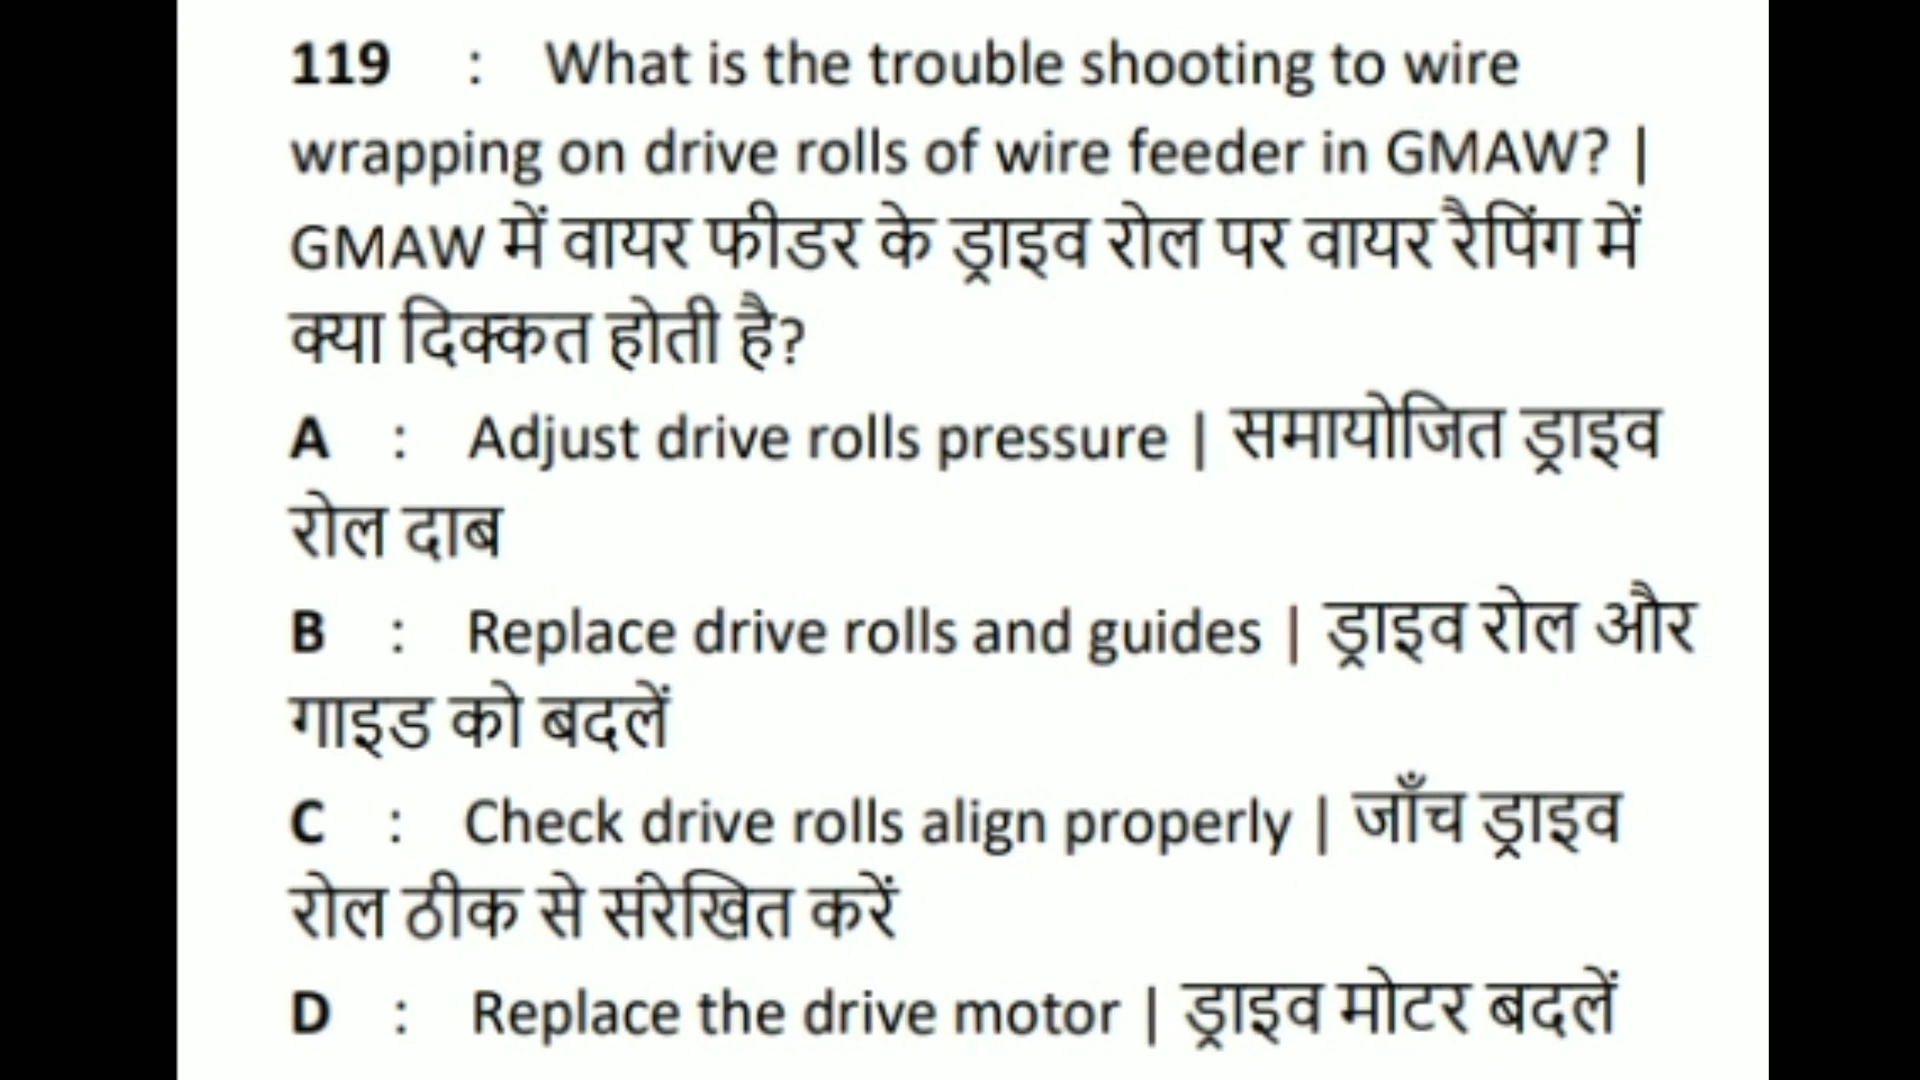 119 : What is the trouble shooting to wire
wrapping on drive rolls of wire feeder in GMAW? |
GMAW में वायर फीडर के ड्राइव रोल पर वायर रैपिंग में
क्या दिक्कत होती है?
A : Adjust drive rolls pressure | समायोजित ड्राइव
रोल दाब
B : Replace drive rolls and guides | ड्राइव रोल और
गाइड को बदलें
C : Check drive rolls align properly | जाँच ड्राइव
रोल ठीक से संरेखित करें
D : Replace the drive motor | ड्राइव मोटर बदलें